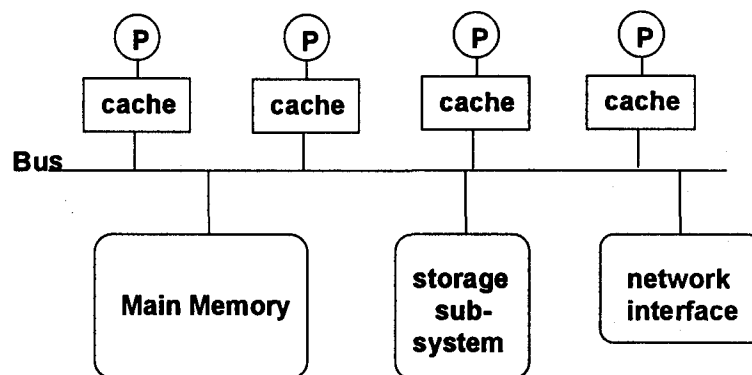 P P P P
cache cache cache cache
Bus
Main Memory
storage
sub-
system
network
interface